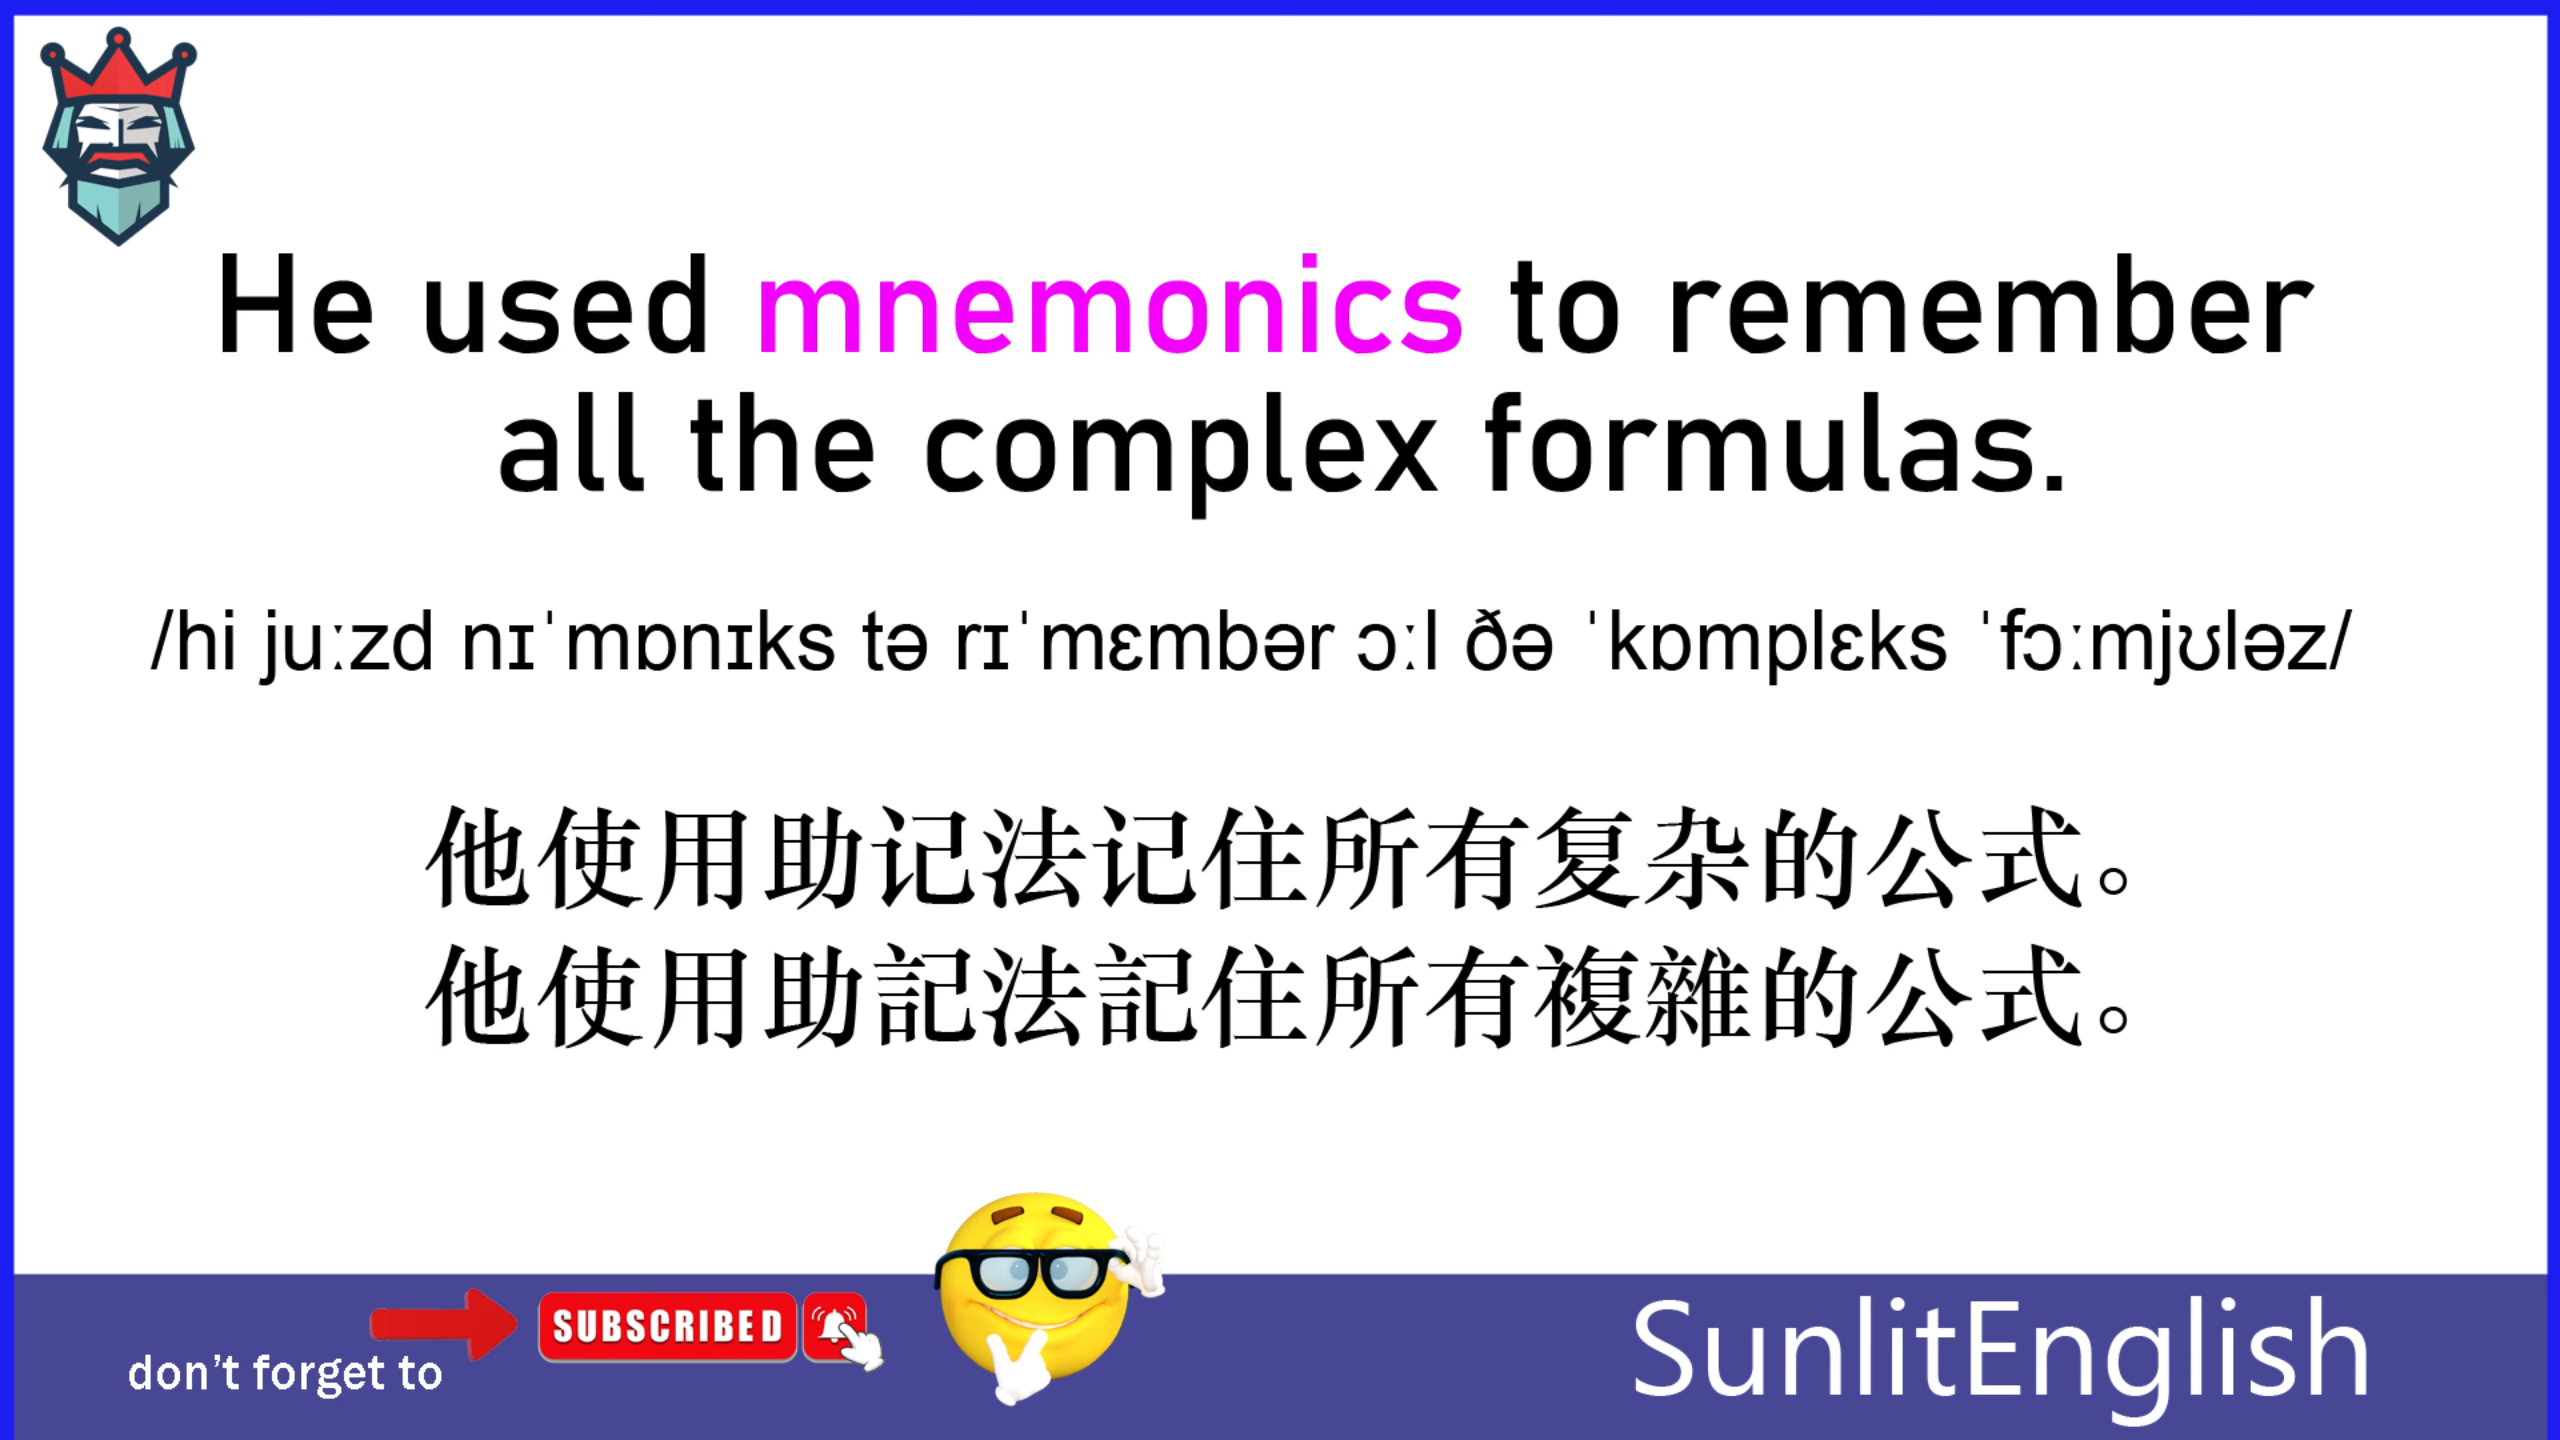 He used mnemonics to remember
all the complex formulas.
/hi juːzd nɪˈmɒnɪks tə rɪˈmɛmbər ɔːl ðə ˈkɒmplɛks ˈfɔːmjʊləz/
他使用助记法记住所有复杂的公式。
他使用助記法記住所有複雜的公式。
don't forget to
SUBSCRIBED
SunlitEnglish